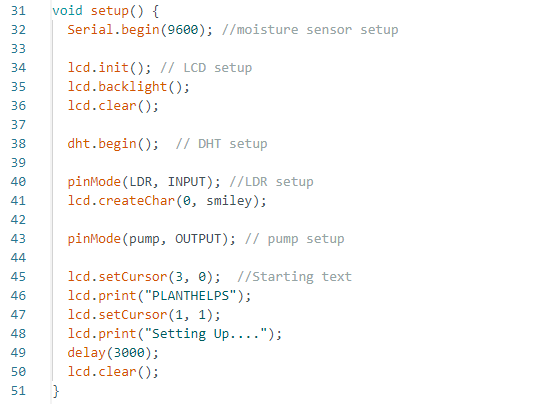 31 void setup() {
32 Serial.begin(9600); //moisture sensor setup
33
34 lcd.init(); // LCD setup
35 lcd.backlight();
36 lcd.clear();
37
38 dht.begin();  // DHT setup
39
40 pinMode(LDR, INPUT); //LDR setup
41 lcd.createChar(0, smiley);
42
43 pinMode(pump, OUTPUT); // pump setup
44
45 lcd.setCursor(3, 0);  //Starting text
46 lcd.print("PLANTHELPS");
47 lcd.setCursor(1, 1);
48 lcd.print("Setting Up....");
49 delay(3000);
50 lcd.clear();
51 }